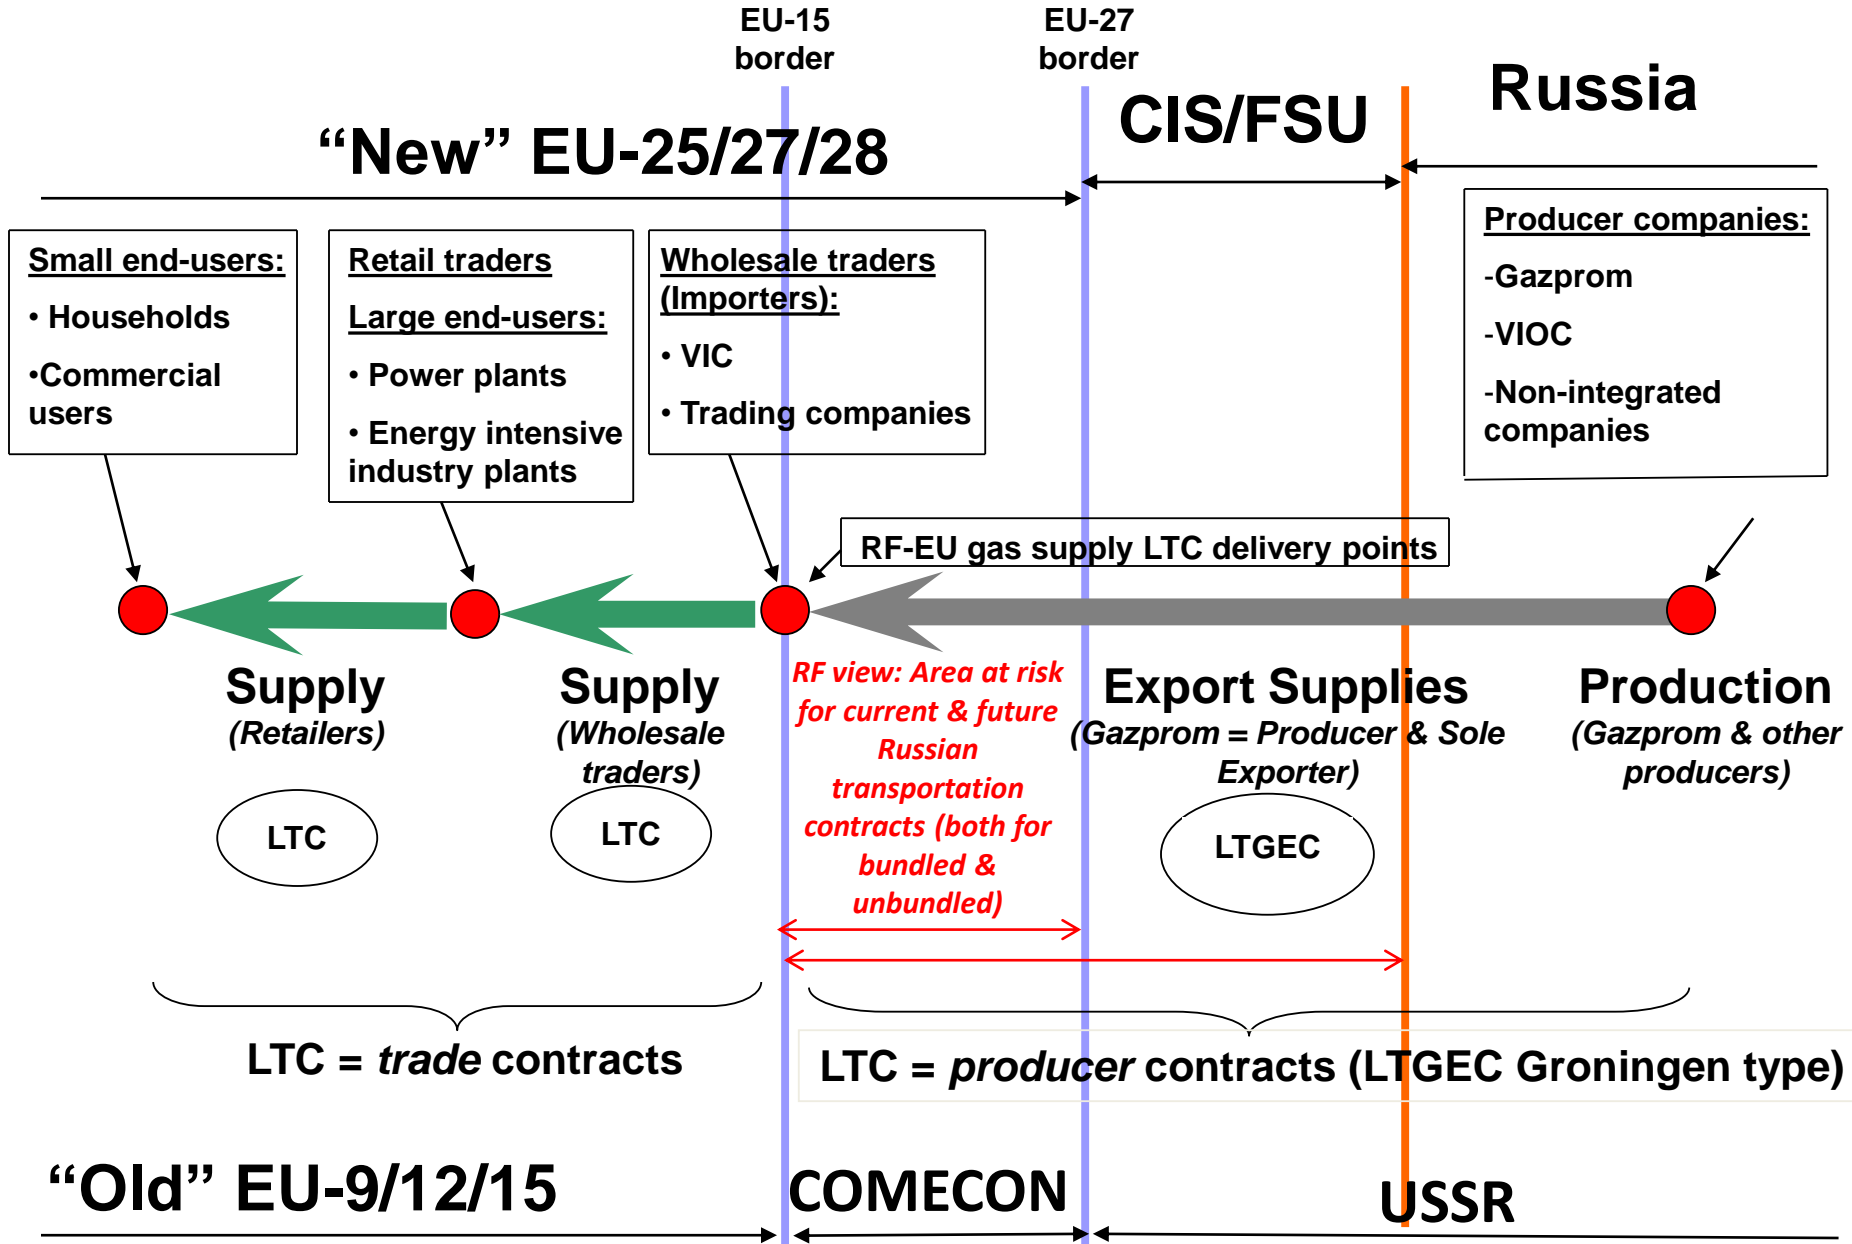 EU-15
border
EU-27
border
Russia
CIS/FSU
“New” EU-25/27/28
Small end-users:
• Households
•Commercial
users
Retail traders
Large end-users:
• Power plants
• Energy intensive
industry plants
Wholesale traders
(Importers):
• VIC
• Trading companies
Producer companies:
-Gazprom
-VIOC
-Non-integrated
companies
RF-EU gas supply LTC delivery points
Supply
(Retailers)
LTC
Supply
(Wholesale
traders)
LTC
RF view: Area at risk
for current & future
Russian
transportation
contracts (both for
bundled &
unbundled)
Export Supplies
(Gazprom = Producer & Sole
Exporter)
LTGEC
Production
(Gazprom & other
producers)
LTC = trade contracts
LTC = producer contracts (LTGEC Groningen type)
“Old” EU-9/12/15
COMECON
USSR